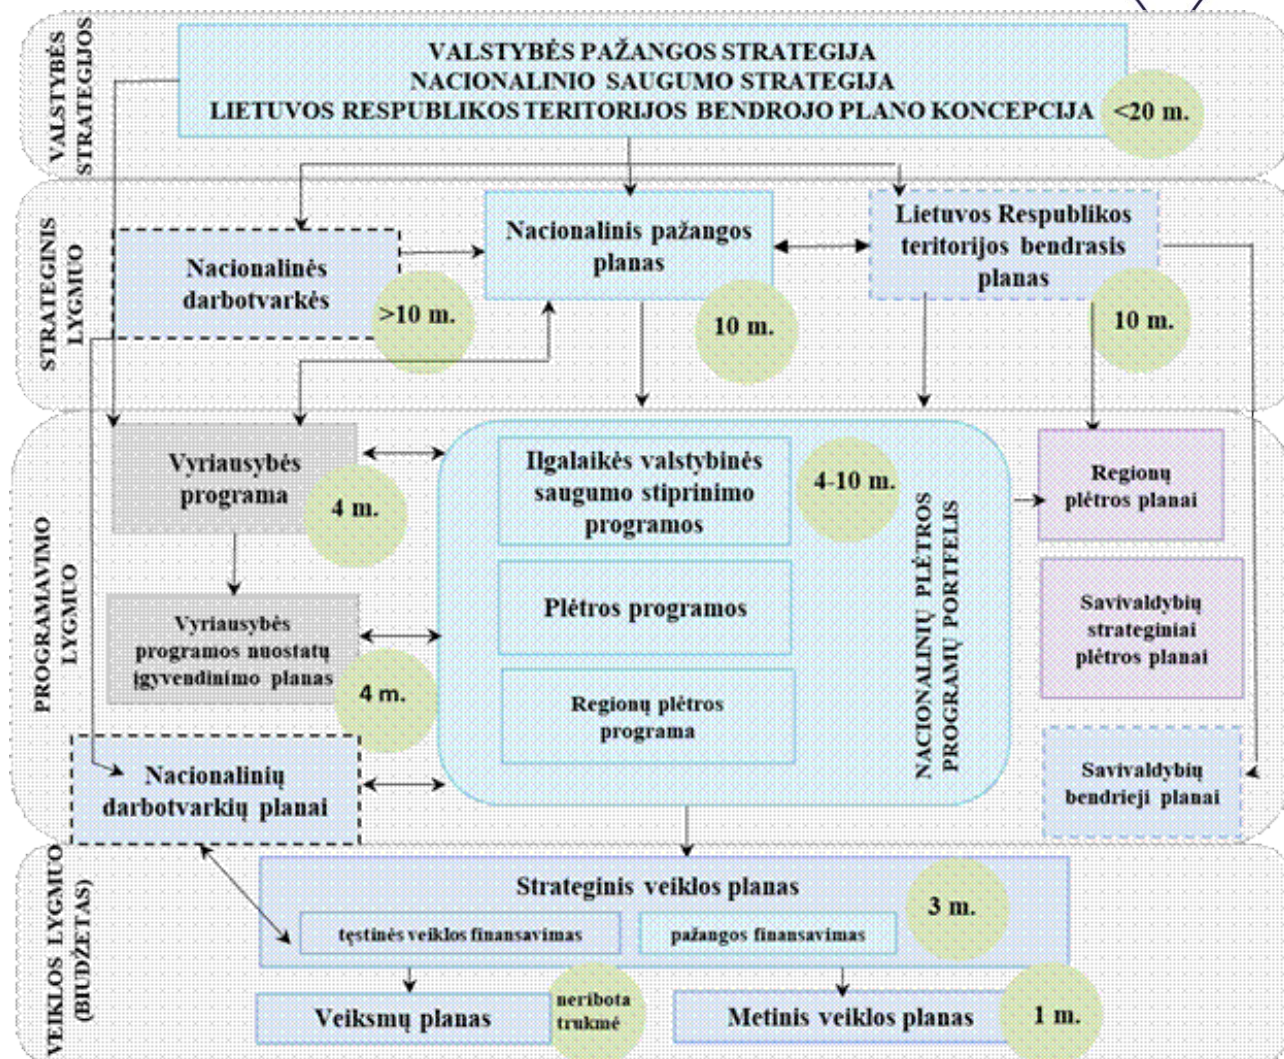 VALSTYBĖS
STRATEGIJOS
VALSTYBĖS PAŽANGOS STRATEGIJA
NACIONALINIO SAUGUMO STRATEGIJA
LIETUVOS RESPUBLIKOS TERITORIJOS BENDROJO PLANO KONCEPCIJA
<20 m.
STRATEGINIS
LYGMUO
Nacionalinės
darbotvarkės
>10 m.
Nacionalinis pažangos
planas
10 m.
Lietuvos Respublikos
teritorijos bendrasis
planas
10 m.
PROGRAMAVIMO
LYGMUO
Vyriausybės
programa
4 m.
Vyriausybės
programos nuostatų
įgyvendinimo planas
4 m.
Nacionalinių
darbotvarkių planai
Ilgalaikės valstybinės
saugumo stiprinimo
programos
4-10 m.
Plėtros programos
Regionų plėtros
programa
NACIONALINIŲ PLĖTROS
PROGRAMŲ PORTFELIS
Regionų
plėtros planai
Savivaldybių
strateginiai
plėtros planai
Savivaldybių
bendrieji planai
VEIKLOS LYGMUO
(BIUDŽETAS)
Strateginis veiklos planas
3 m.
tęstinės veiklos finansavimas
pažangos finansavimas
Veiksmų planas
neribota
trukmė
Metinis veiklos planas
1 m.